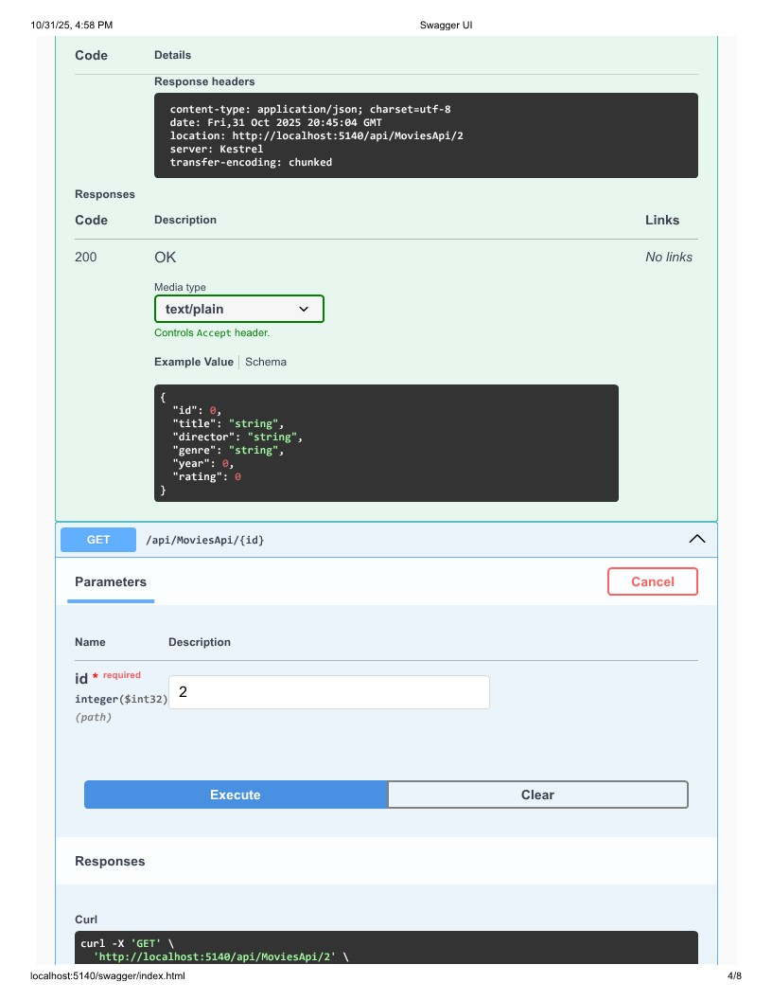 10/31/25, 4:58 PM Swagger UI
Code Details
Response headers
content-type: application/json; charset=utf-8
date: Fri,31 Oct 2025 20:45:04 GMT
location: http://localhost:5140/api/MoviesApi/2
server: Kestrel
transfer-encoding: chunked
Responses
Code Description Links
200 OK No links
Media type
text/plain
Controls Accept header.
Example Value Schema
{
  "id": 0,
  "title": "string",
  "director": "string",
  "genre": "string",
  "year": 0,
  "rating": 0
}
GET /api/MoviesApi/{id}
Parameters Cancel
Name Description
id * required
2
integer($int32)
(path)
Execute Clear
Responses
Curl
curl -X 'GET' \
  'http://localhost:5140/api/MoviesApi/2' \
localhost:5140/swagger/index.html 4/8